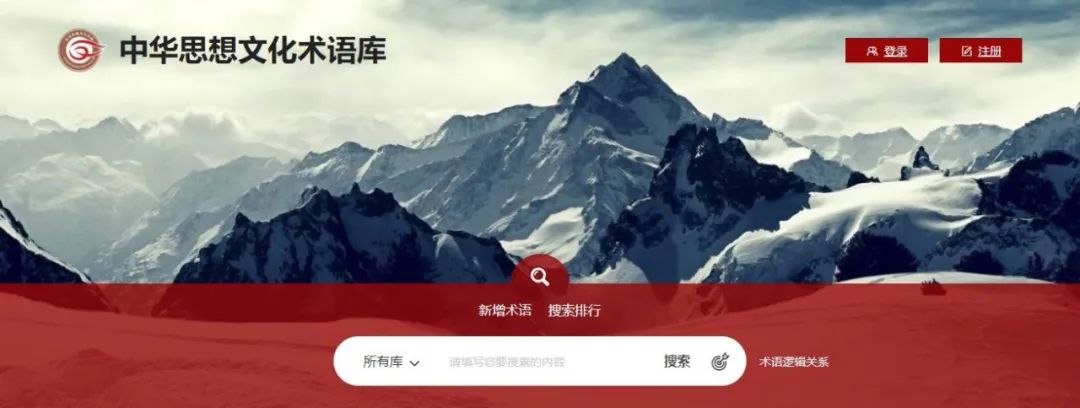 中华思想文化术语库
登录
注册
新增术语
搜索排行
所有库
请填写您要搜索的内容
搜索
术语逻辑关系